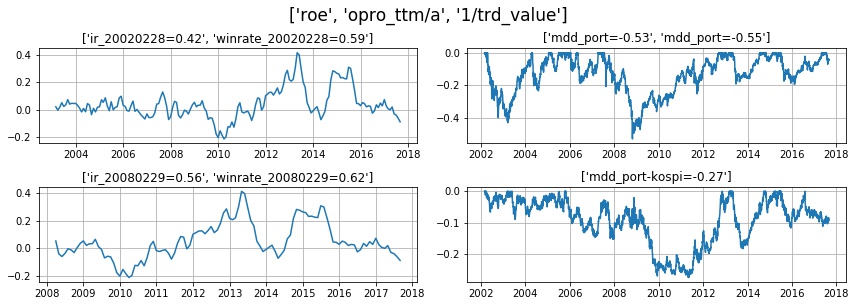 ['roe', 'opro_ttm/a', '1/trd_value']
['ir_20020228=0.42', 'winrate_20020228=0.59']
0.4
0.2
0.0
−0.2
2004 2006 2008 2010 2012 2014 2016 2018
['mdd_port=-0.53', 'mdd_port=-0.55']
0.0
−0.2
−0.4
2002 2004 2006 2008 2010 2012 2014 2016 2018
['ir_20080229=0.56', 'winrate_20080229=0.62']
0.4
0.2
0.0
−0.2
2008 2009 2010 2011 2012 2013 2014 2015 2016 2017 2018
['mdd_port-kospi=-0.27']
0.0
−0.1
−0.2
2002 2004 2006 2008 2010 2012 2014 2016 2018